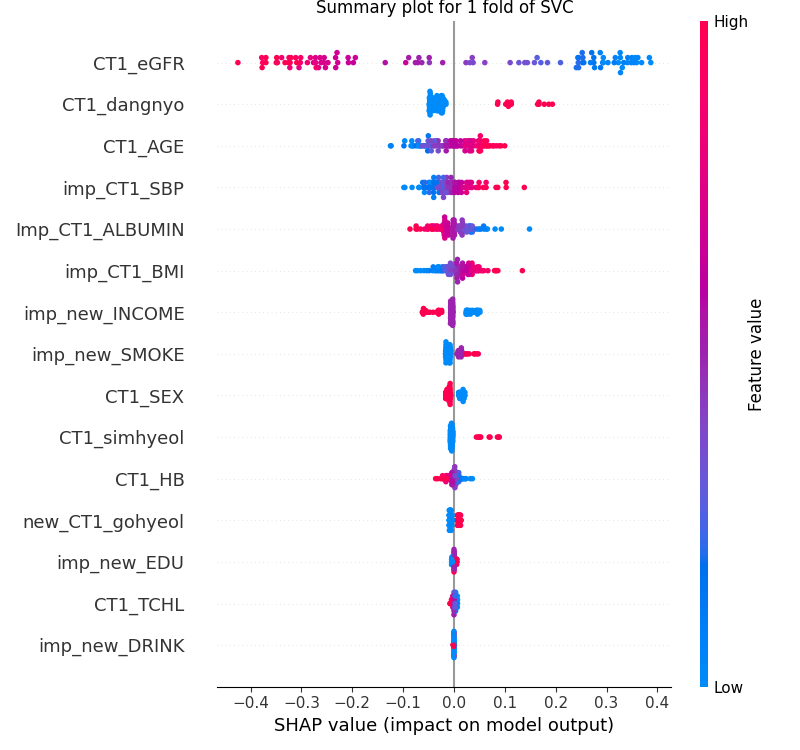 Summary plot for 1 fold of SVC
High
CT1_eGFR
CT1_dangnyo
CT1_AGE
imp_CT1_SBP
Imp_CT1_ALBUMIN
imp_CT1_BMI
imp_new_INCOME
imp_new_SMOKE
CT1_SEX
CT1_simhyeol
CT1_HB
new_CT1_gohyeol
imp_new_EDU
CT1_TCHL
imp_new_DRINK
Feature value
Low
−0.4 −0.3 −0.2 −0.1 0.0 0.1 0.2 0.3 0.4
SHAP value (impact on model output)